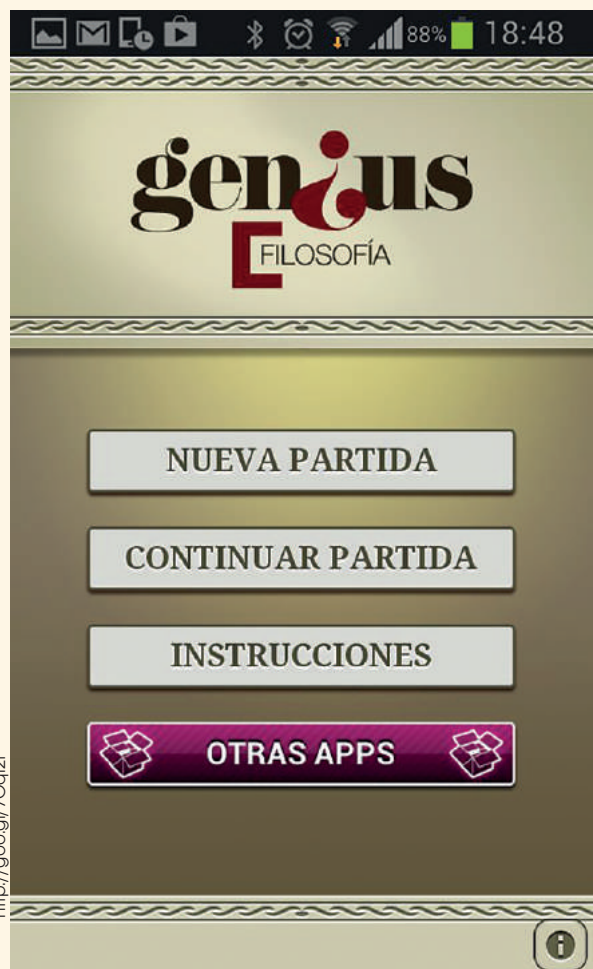 88% 18:48
genius
FILOSOFÍA
NUEVA PARTIDA
CONTINUAR PARTIDA
INSTRUCCIONES
OTRAS APPS